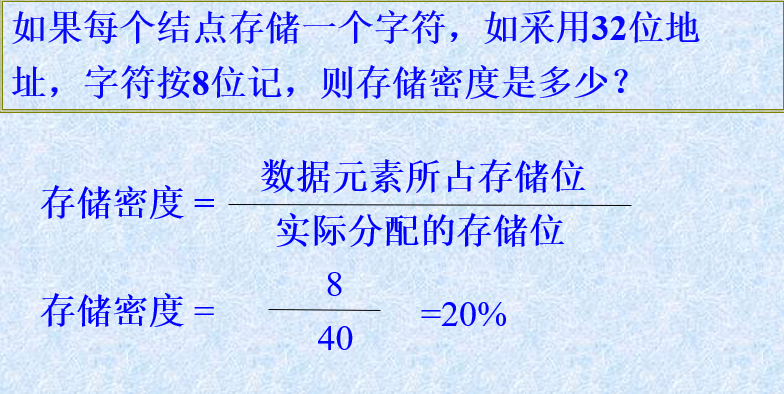 如果每个结点存储一个字符，如采用32位地
址，字符按8位记，则存储密度是多少？
数据元素所占存储位
存储密度 =
实际分配的存储位
8
存储密度 =
=20%
40